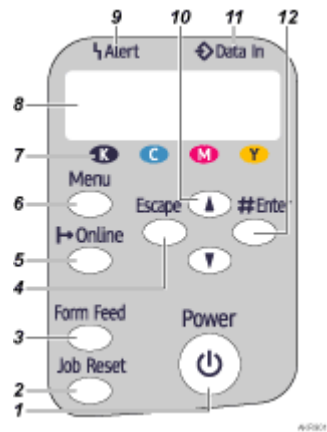 9 10 11 12
Alert Data In
8
7 K C M Y
Menu
6 Escape #Enter
Online
5
4
Form Feed Power
3
Job Reset
2
1